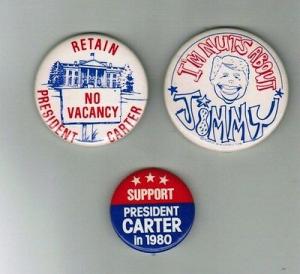 RETAIN
NO
VACANCY
PRESIDENT CARTER
I'M NUTS ABOUT
JIMMY
SUPPORT
PRESIDENT
CARTER
in 1980